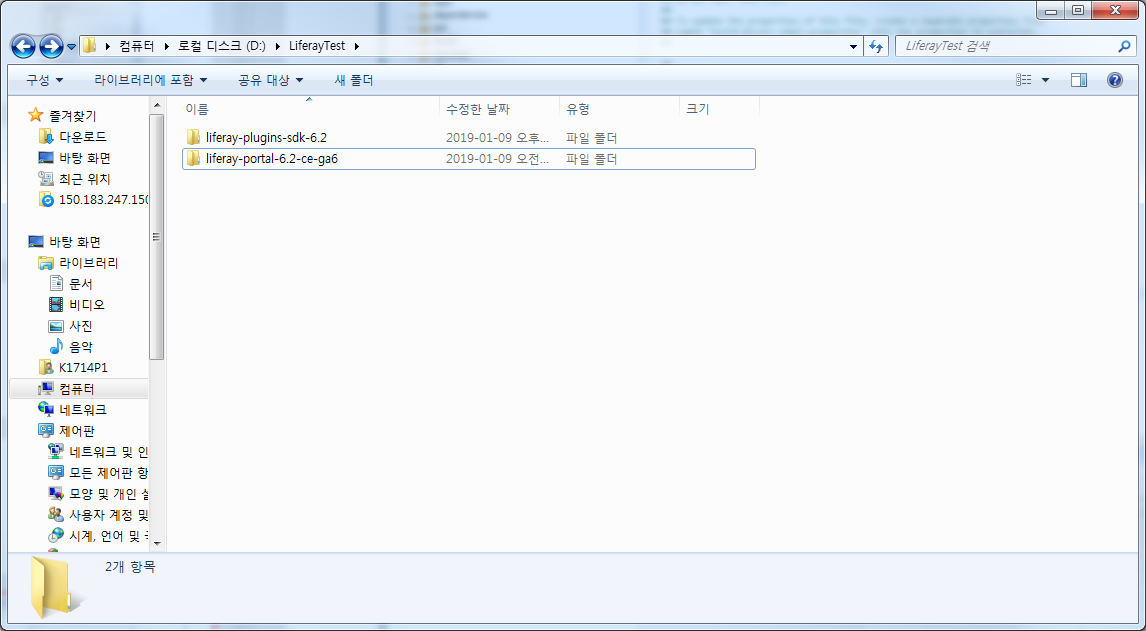 컴퓨터 ▸ 로컬 디스크 (D:) ▸ LiferayTest ▸
LiferayTest 검색
구성 라이브러리에 포함 공유 대상 새 폴더
즐겨찾기
다운로드
바탕 화면
최근 위치
150.183.247.150
바탕 화면
라이브러리
문서
비디오
사진
음악
K1714P1
컴퓨터
네트워크
제어판
네트워크 및 인
모든 제어판 항
모양 및 개인 설
사용자 계정 및
시계, 언어 및
이름 수정한 날짜 유형 크기
liferay-plugins-sdk-6.2 2019-01-09 오후... 파일 폴더
liferay-portal-6.2-ce-ga6 2019-01-09 오전... 파일 폴더
2개 항목